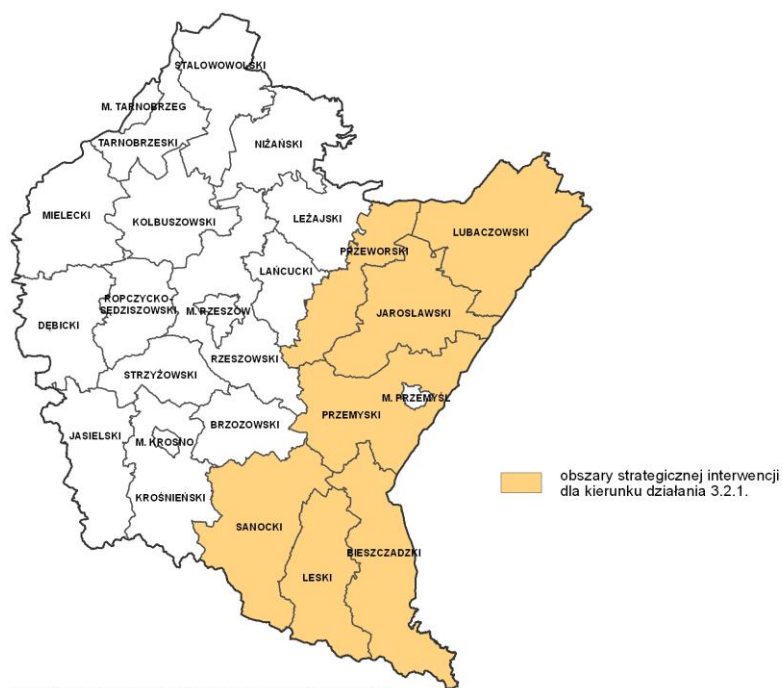 STALOWOWOLSKI
M. TARNOBRZEG
TARNOBRZESKI
NIŻAŃSKI
MIELECKI
KOLBUSZOWSKI
LEŻAJSKI
LUBACZOWSKI
PRZEWORSKI
ŁAŃCUCKI
ROPCZYCKO-
SĘDZISZOWSKI
M. RZESZÓW
JAROSŁAWSKI
DĘBICKI
RZESZOWSKI
STRZYŻOWSKI
M. PRZEMYŚL
PRZEMYSKI
BRZOZOWSKI
JASIELSKI
M. KROSNO
KROŚNIEŃSKI
obszary strategicznej interwencji
dla kierunku działania 3.2.1.
SANOCKI
BIESZCZADZKI
LESKI